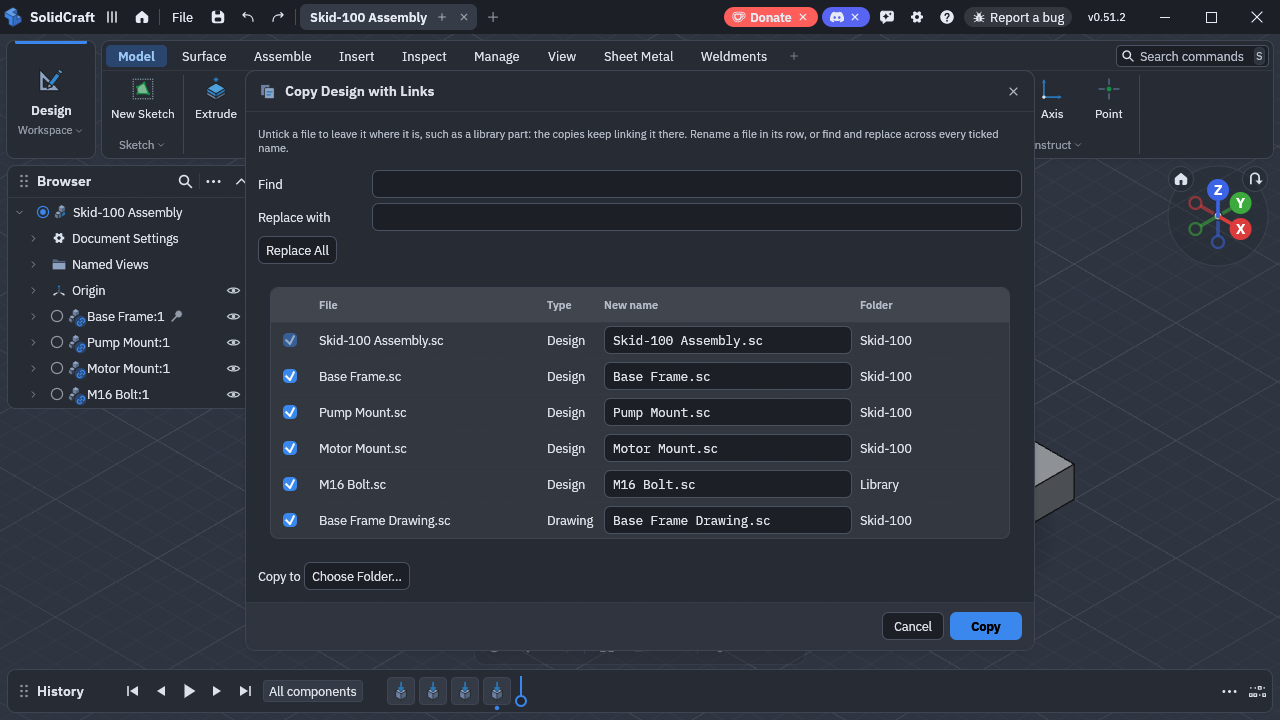 SolidCraft
File
Skid-100 Assembly
Donate
Report a bug
v0.51.2
Design
Workspace
Model
Surface
Assemble
Insert
Inspect
Manage
View
Sheet Metal
Weldments
Search commands
S
New Sketch
Extrude
Sketch
Axis
Point
nstruct
Copy Design with Links
Untick a file to leave it where it is, such as a library part: the copies keep linking it there. Rename a file in its row, or find and replace across every ticked
name.
Find
Replace with
Replace All
File Type New name Folder
Skid-100 Assembly.sc Design Skid-100 Assembly.sc Skid-100
Base Frame.sc Design Base Frame.sc Skid-100
Pump Mount.sc Design Pump Mount.sc Skid-100
Motor Mount.sc Design Motor Mount.sc Skid-100
M16 Bolt.sc Design M16 Bolt.sc Library
Base Frame Drawing.sc Drawing Base Frame Drawing.sc Skid-100
Copy to Choose Folder...
Cancel Copy
Browser
Skid-100 Assembly
Document Settings
Named Views
Origin
Base Frame:1
Pump Mount:1
Motor Mount:1
M16 Bolt:1
Z
Y
X
History
All components